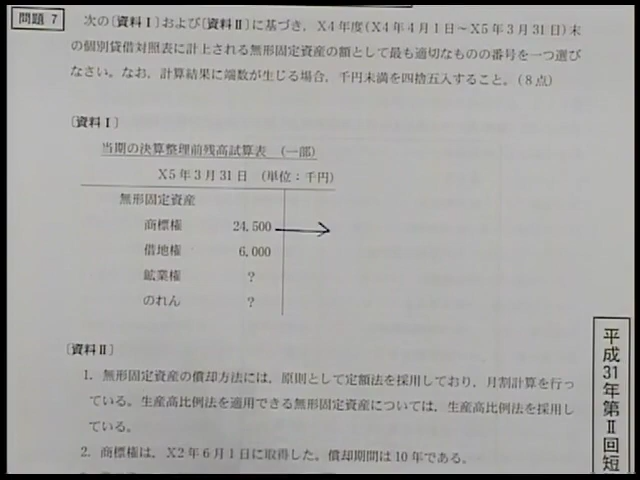 問題 7
次の〔資料Ⅰ〕および〔資料Ⅱ〕に基づき，X4年度（X4年4月1日～X5年3月31日）末
の個別貸借対照表に計上される無形固定資産の額として最も適切なものの番号を一つ選び
なさい。なお，計算結果に端数が生じる場合，千円未満を四捨五入すること。（8点）
〔資料Ⅰ〕
当期の決算整理前残高試算表 （一部）
X5年3月31日 （単位：千円）
無形固定資産
商標権 24,500
借地権 6,000
鉱業権 ？
のれん ？
〔資料Ⅱ〕
1．無形固定資産の償却方法には，原則として定額法を採用しており，月割計算を行っ
ている。生産高比例法を適用できる無形固定資産については，生産高比例法を採用し
ている。
2．商標権は，X2年6月1日に取得した。償却期間は10年である。
平成31年第Ⅱ回短